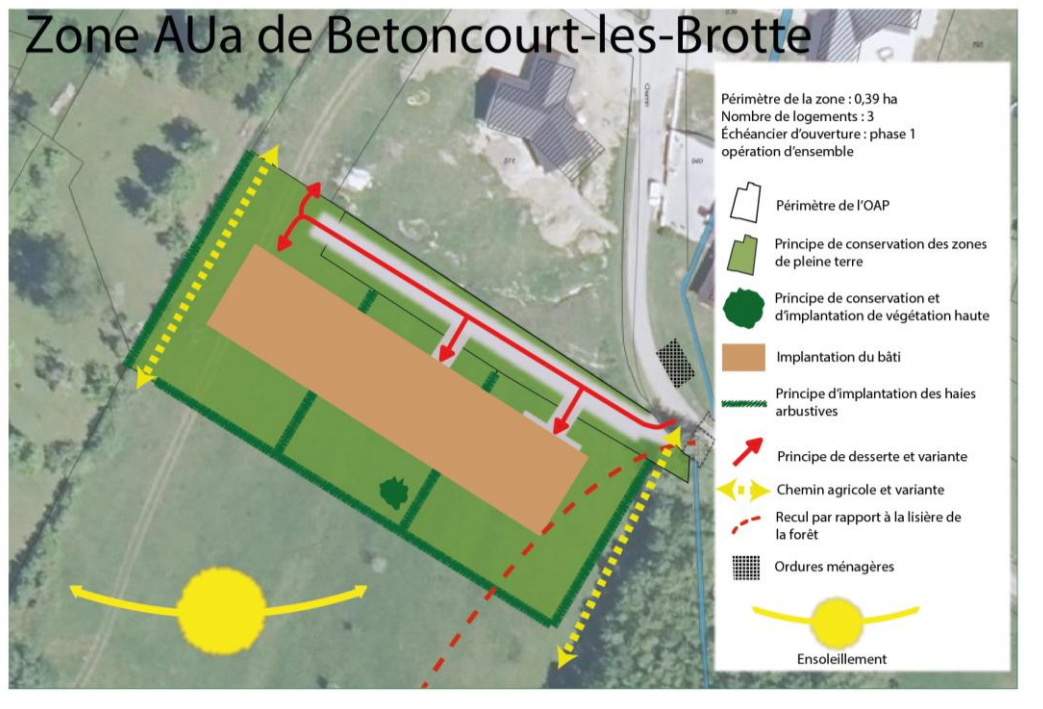 Zone AUa de Betoncourt-les-Brotte
Périmètre de la zone : 0,39 ha
Nombre de logements : 3
Échéancier d'ouverture : phase 1
opération d'ensemble
Périmètre de l'OAP
Principe de conservation des zones
de pleine terre
Principe de conservation et
d'implantation de végétation haute
Implantation du bâti
Principe d'implantation des haies
arbustives
Principe de desserte et variante
Chemin agricole et variante
Recul par rapport à la lisière de
la forêt
Ordures ménagères
Ensoleillement
Chemin